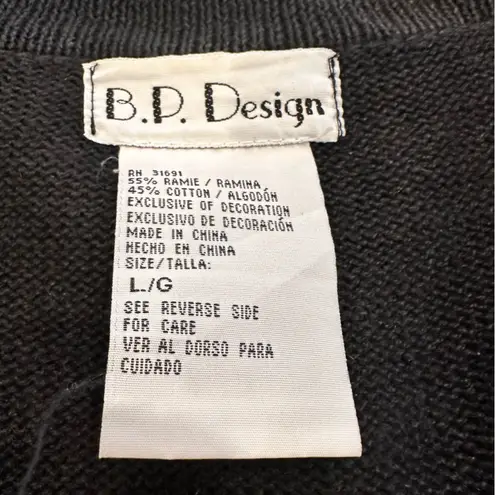 B.P. Design
RN 31691
55% RAMIE / RAMINA
45% COTTON / ALGODÓN
EXCLUSIVE OF DECORATION
EXCLUSIVO DE DECORACIÓN
MADE IN CHINA
HECHO EN CHINA
SIZE/TALLA:
L/G
SEE REVERSE SIDE
FOR CARE
VER AL DORSO PARA
CUIDADO